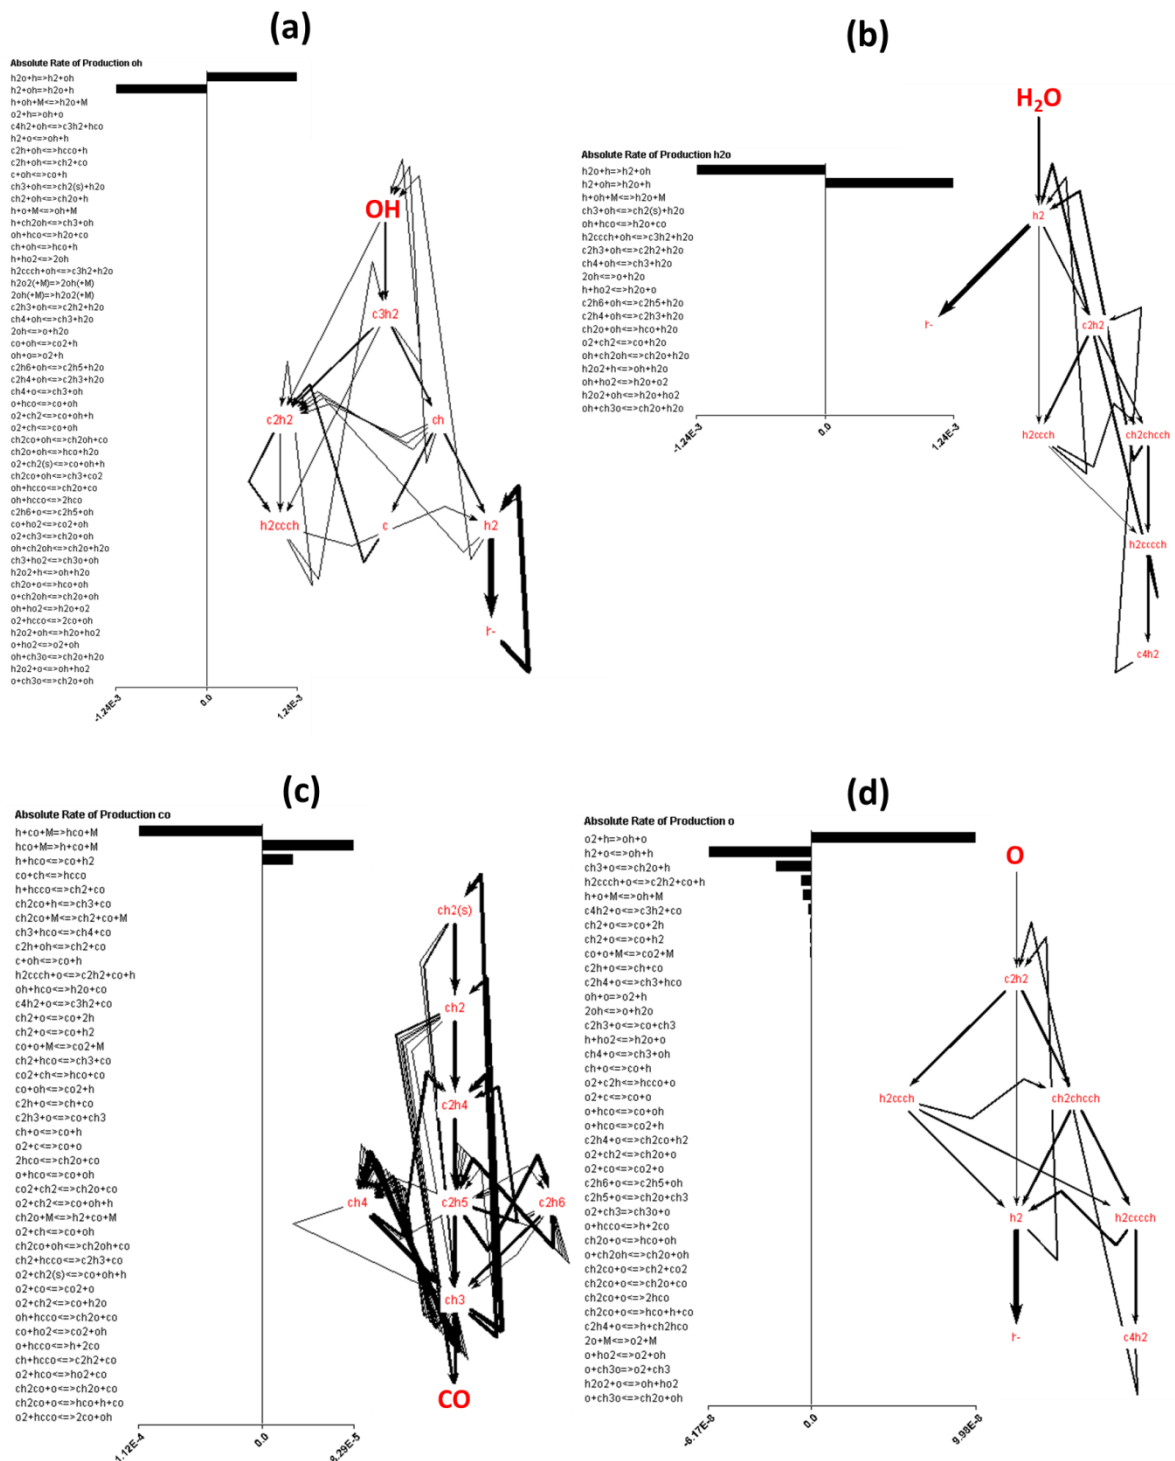 (a)
Absolute Rate of Production oh
h2o+h=>h2+oh
h2+oh=>h2o+h
h+oh+M<=>h2o+M
o2+h=>oh+o
c4h2+oh<=>c3h2+hco
h2+o<=>oh+h
c2h+oh<=>hcco+h
c2h+oh<=>ch2+co
c+oh<=>co+h
ch3+oh<=>ch2(s)+h2o
ch2+oh<=>ch2o+h
h+o+M<=>oh+M
h+ch2oh<=>ch3+oh
oh+hco<=>h2o+co
ch+oh<=>hco+h
h+ho2<=>2oh
h2ccch+oh<=>c3h2+h2o
h2o2(+M)=>2oh(+M)
2oh(+M)=>h2o2(+M)
c2h3+oh<=>c2h2+h2o
ch4+oh<=>ch3+h2o
2oh<=>o+h2o
co+oh<=>co2+h
oh+o=>o2+h
c2h6+oh<=>c2h5+h2o
c2h4+oh<=>c2h3+h2o
ch4+o<=>ch3+oh
o+hco<=>co+oh
o2+ch2<=>co+oh+h
o2+ch<=>co+oh
ch2co+oh<=>ch2oh+co
ch2o+oh<=>hco+h2o
o2+ch2(s)<=>co+oh+h
ch2co+oh<=>ch3+co2
oh+hcco<=>ch2o+co
oh+hcco<=>2hco
c2h6+o<=>c2h5+oh
co+ho2<=>co2+oh
o2+ch3<=>ch2o+oh
oh+ch2oh<=>ch2o+h2o
ch3+ho2<=>ch3o+oh
h2o2+h<=>oh+h2o
ch2o+o<=>hco+oh
o+ch2oh<=>ch2o+oh
oh+ho2<=>h2o+o2
o2+hcco<=>2co+oh
h2o2+oh<=>h2o+ho2
o+ho2<=>o2+oh
oh+ch3o<=>ch2o+h2o
h2o2+o<=>oh+ho2
o+ch3o<=>ch2o+oh
-1.24E-3
0.0
1.24E-3
OH
c3h2
c2h2
ch
h2ccch
c
h2
(b)
H2O
Absolute Rate of Production h2o
h2o+h=>h2+oh
h2+oh=>h2o+h
h+oh+M<=>h2o+M
ch3+oh<=>ch2(s)+h2o
oh+hco<=>h2o+co
h2ccch+oh<=>c3h2+h2o
c2h3+oh<=>c2h2+h2o
ch4+oh<=>ch3+h2o
2oh<=>o+h2o
h+ho2<=>h2o+o
c2h6+oh<=>c2h5+h2o
c2h4+oh<=>c2h3+h2o
ch2o+oh<=>hco+h2o
o2+ch2<=>co+h2o
oh+ch2oh<=>ch2o+h2o
h2o2+h<=>oh+h2o
oh+ho2<=>h2o+o2
h2o2+oh<=>h2o+ho2
oh+ch3o<=>ch2o+h2o
-1.24E-3
0.0
1.24E-3
h2
c2h2
h2ccch
ch2chcch
h2cccch
c4h2
(c)
Absolute Rate of Production co
h+co+M=>hco+M
hco+M=>h+co+M
h+hco<=>co+h2
co+ch<=>hcco
h+hcco<=>ch2+co
ch2co+h<=>ch3+co
ch2co+M<=>ch2+co+M
ch3+hco<=>ch4+co
c2h+oh<=>ch2+co
c+oh<=>co+h
h2ccch+o<=>c2h2+co+h
oh+hco<=>h2o+co
c4h2+o<=>c3h2+co
ch2+o<=>co+2h
ch2+o<=>co+h2
co+o+M<=>co2+M
ch2+hco<=>ch3+co
co2+ch<=>hco+co
co+oh<=>co2+h
c2h+o<=>ch+co
c2h3+o<=>co+ch3
ch+o<=>co+h
o2+c<=>co+o
2hco<=>ch2o+co
o+hco<=>co+oh
co2+ch2<=>ch2o+co
o2+ch2<=>co+oh+h
ch2o+M<=>h2+co+M
o2+ch<=>co+oh
ch2co+oh<=>ch2oh+co
ch2+hcco<=>c2h3+co
o2+ch2(s)<=>co+oh+h
o2+co<=>co2+o
o2+ch2<=>co+h2o
oh+hcco<=>ch2o+co
co+ho2<=>co2+oh
o+hcco<=>h+2co
ch+hcco<=>c2h2+co
o2+hco<=>ho2+co
ch2co+o<=>ch2o+co
ch2co+o<=>hco+h+co
o2+hcco<=>2co+oh
0.0
ch2(s)
ch2
c2h4
ch4
c2h5
c2h6
ch3
CO
(d)
Absolute Rate of Production o
o2+h=>oh+o
h2+o<=>oh+h
ch3+o<=>ch2o+h
h2ccch+o<=>c2h2+co+h
h+o+M<=>oh+M
c4h2+o<=>c3h2+co
ch2+o<=>co+2h
ch2+o<=>co+h2
co+o+M<=>co2+M
c2h+o<=>ch+co
c2h4+o<=>ch3+hco
oh+o=>o2+h
2oh<=>o+h2o
c2h3+o<=>co+ch3
h+ho2<=>h2o+o
ch4+o<=>ch3+oh
ch+o<=>co+h
o2+c2h<=>hcco+o
o2+c<=>co+o
o+hco<=>co+oh
o+hco<=>co2+h
c2h4+o<=>ch2co+h2
o2+ch2<=>ch2o+o
o2+co<=>co2+o
c2h6+o<=>c2h5+oh
c2h5+o<=>ch2o+ch3
o2+ch3<=>ch3o+o
o+hcco<=>h+2co
ch2o+o<=>hco+oh
o+ch2oh<=>ch2o+oh
ch2co+o<=>ch2+co2
ch2co+o<=>ch2o+co
ch2co+o<=>2hco
ch2co+o<=>hco+h+co
c2h4+o<=>h+ch2hco
2o+M<=>o2+M
o+ho2<=>o2+oh
o+ch3o=>o2+ch3
h2o2+o<=>oh+ho2
o+ch3o<=>ch2o+oh
-6.17E-8
0.0
9.98E-8
O
c2h2
h2ccch
ch2chcch
h2
h2cccch
c4h2